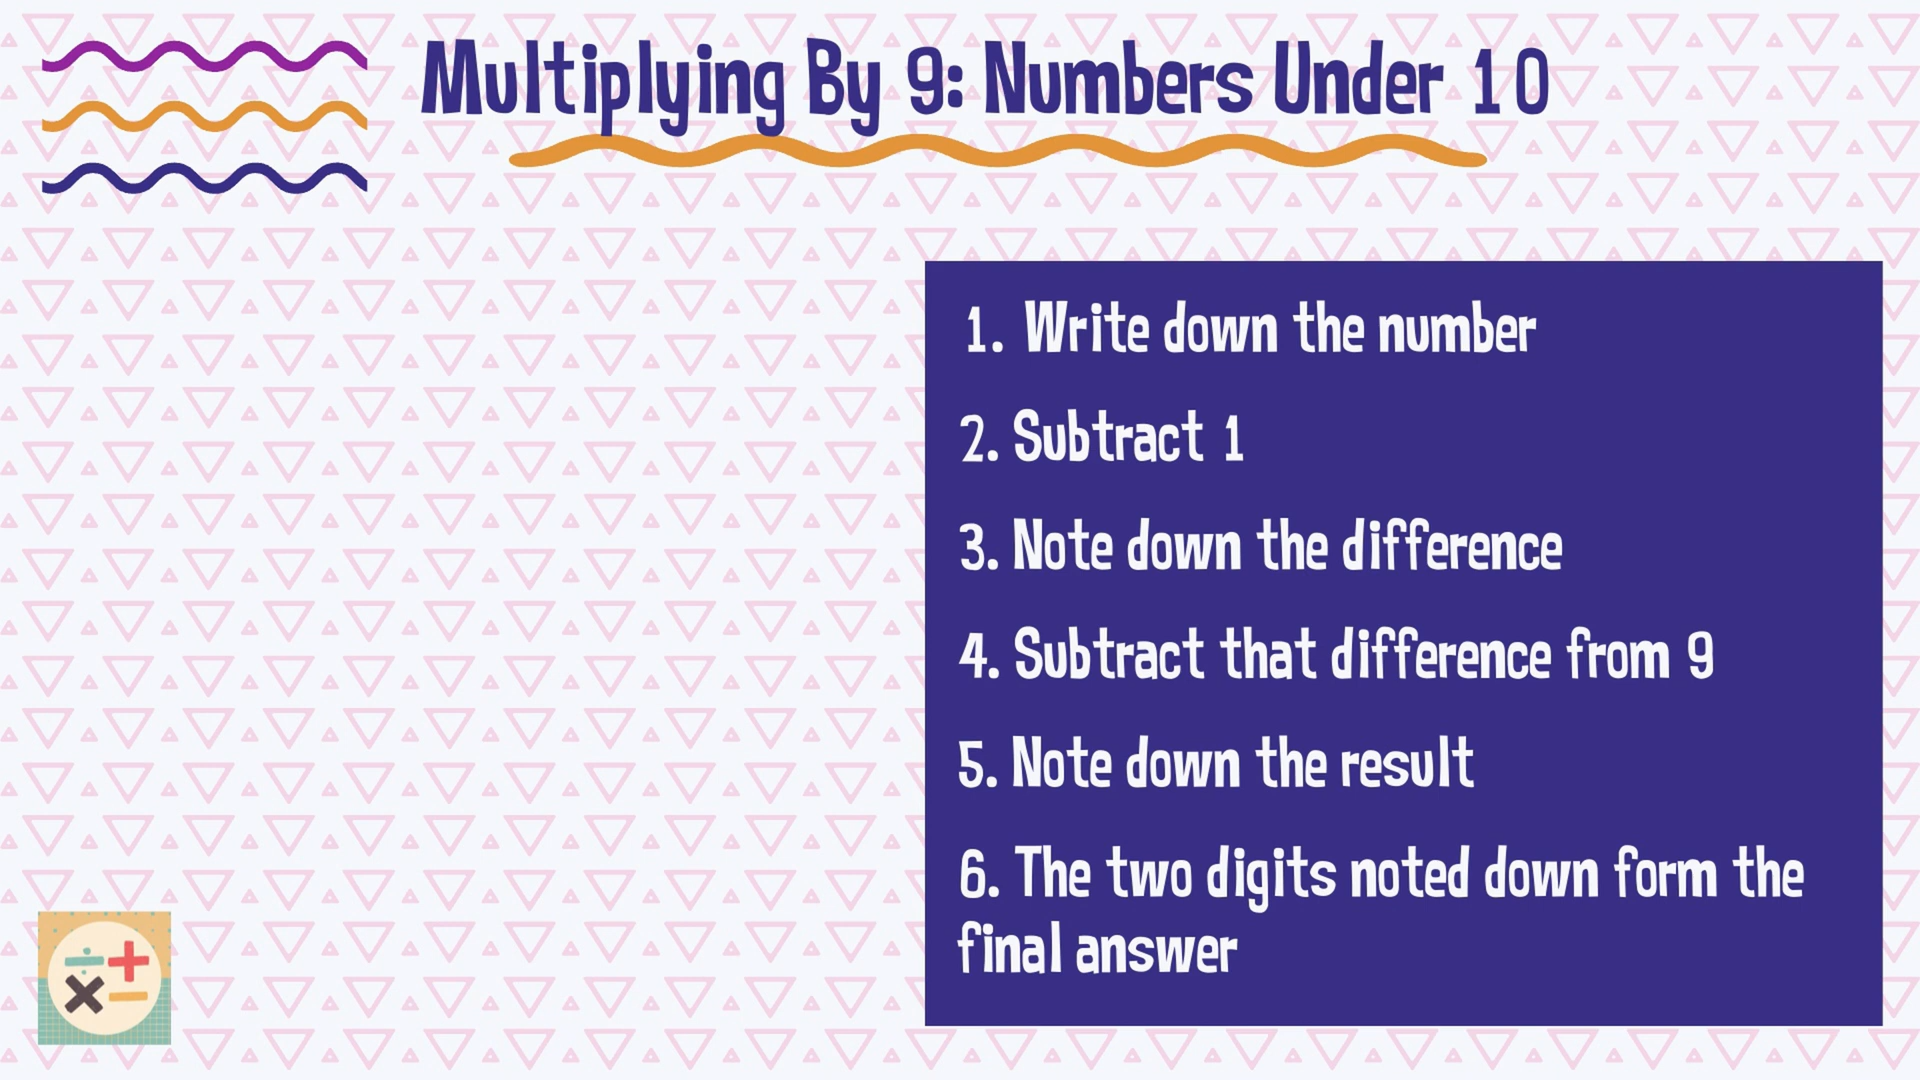 Multiplying By 9: Numbers Under 10
1. Write down the number
2. Subtract 1
3. Note down the difference
4. Subtract that difference from 9
5. Note down the result
6. The two digits noted down form the
final answer